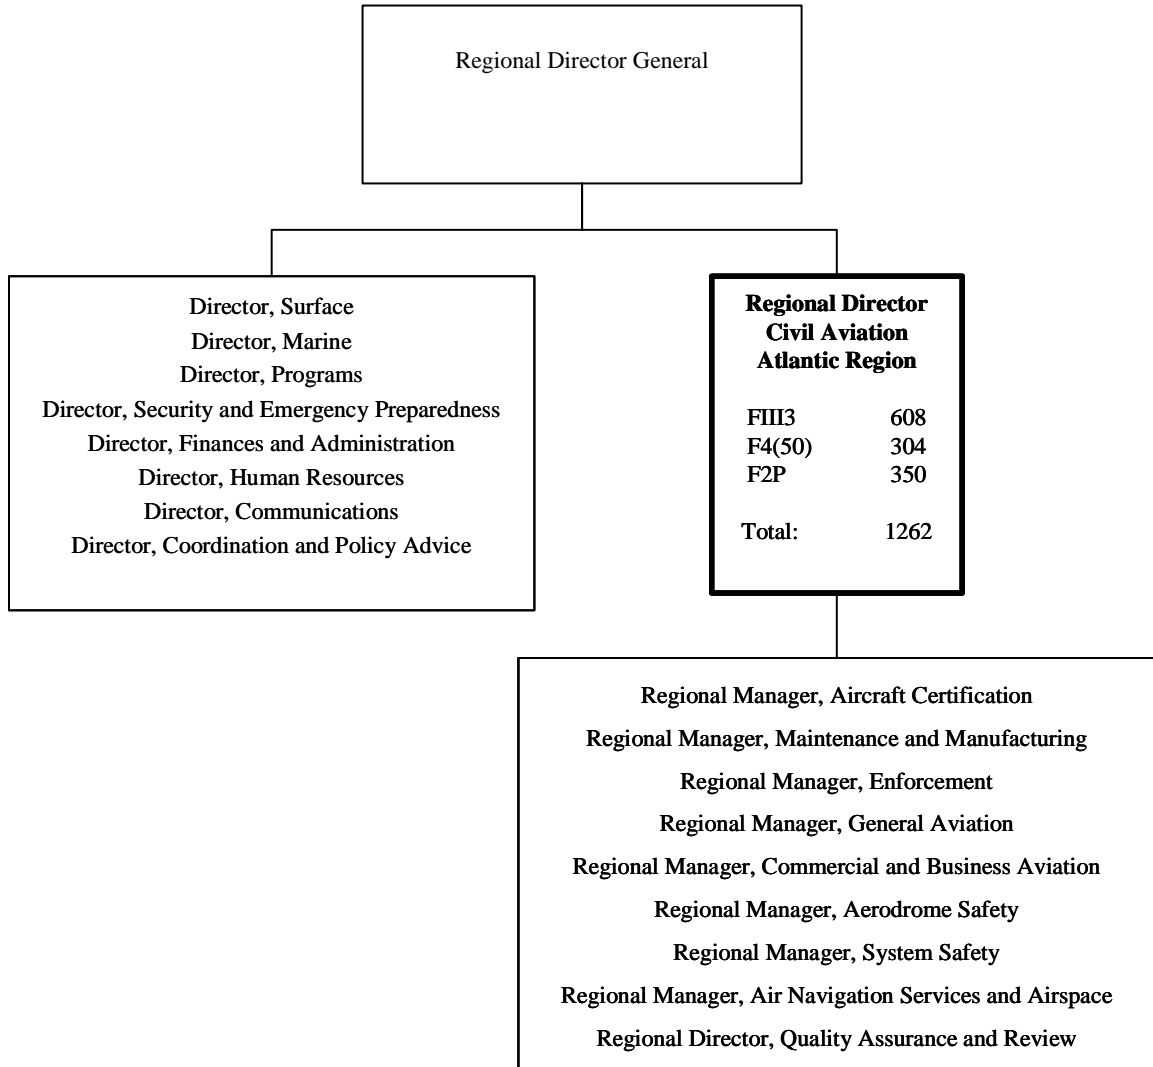 Regional Director General
Director, Surface
Director, Marine
Director, Programs
Director, Security and Emergency Preparedness
Director, Finances and Administration
Director, Human Resources
Director, Communications
Director, Coordination and Policy Advice
Regional Director
Civil Aviation
Atlantic Region
FIII3 608
F4(50) 304
F2P 350
Total: 1262
Regional Manager, Aircraft Certification
Regional Manager, Maintenance and Manufacturing
Regional Manager, Enforcement
Regional Manager, General Aviation
Regional Manager, Commercial and Business Aviation
Regional Manager, Aerodrome Safety
Regional Manager, System Safety
Regional Manager, Air Navigation Services and Airspace
Regional Director, Quality Assurance and Review